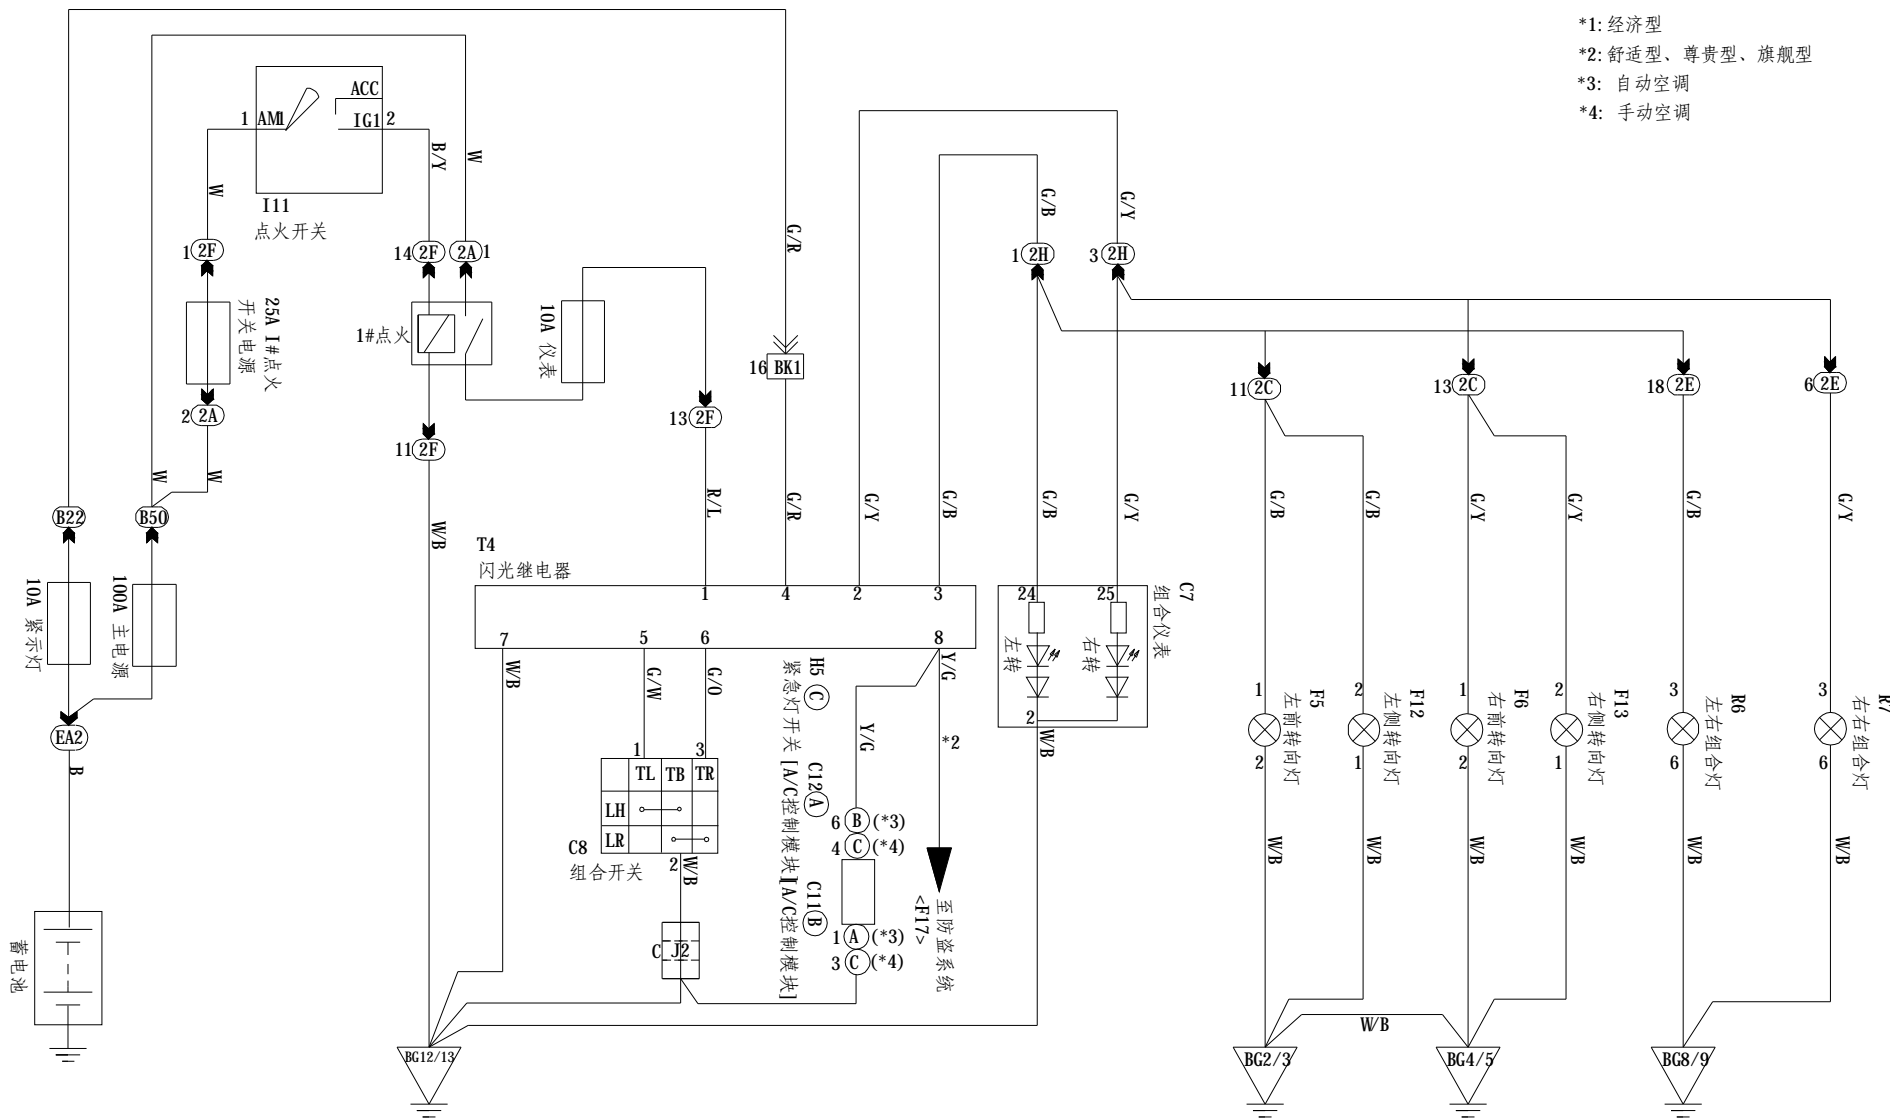 *1: 经济型
*2: 舒适型、尊贵型、旗舰型
*3: 自动空调
*4: 手动空调
ACC
1 AM1
IG1 2
I11
点火开关
W
B/Y
W
G/R
G/B
G/Y
1 2F
14 2F
2A 1
1 2H
3 2H
25A I#点火
开关电源
1#点火
10A 仪表
16 BK1
2 2A
13 2F
11 2F
11 2C
13 2C
18 2E
6 2E
W
W
B22
B50
W/B
R/L
G/R
G/Y
G/B
G/B
G/Y
G/B
G/B
G/Y
G/Y
G/B
G/Y
T4
闪光继电器
1
4
2
3
7
5
6
8
10A 紧示灯
100A 主电源
EA2
B
蓄电池
W/B
G/W
G/O
Y/G
Y/G
*2
C7
组合仪表
24
25
左转
右转
2
W/B
H5 C
紧急灯开关 [A/C控制模块][A/C控制模块]
C12 A
C11 B
1
3
TL TB TR
LH
LR
C8
组合开关
2
W/B
C J2
6 B (*3)
4 C (*4)
1 A (*3)
3 C (*4)
至防盗系统
<F17>
1
F5
左前转向灯
2
2
F12
左侧转向灯
1
1
F6
右前转向灯
2
2
F13
右侧转向灯
1
3
R6
左右组合灯
6
3
R7
右右组合灯
6
W/B
W/B
W/B
W/B
W/B
W/B
W/B
BG12/13
BG2/3
BG4/5
BG8/9